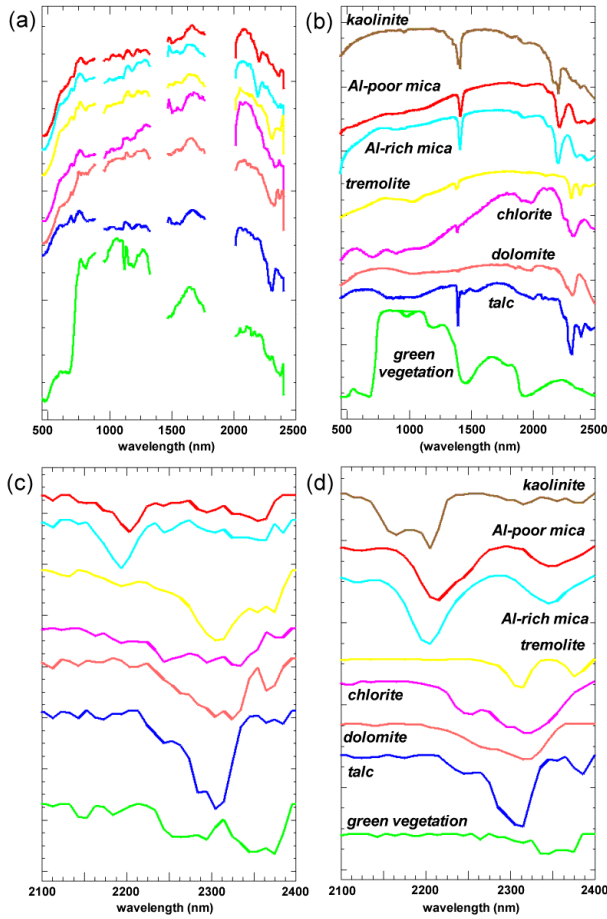 (a)
500 1000 1500 2000 2500
wavelength (nm)
(b)
kaolinite
Al-poor mica
Al-rich mica
tremolite
chlorite
dolomite
talc
green
vegetation
500 1000 1500 2000 2500
(wavelength (nm)
(c)
2100 2200 2300 2400
wavelength (nm)
(d)
kaolinite
Al-poor mica
Al-rich mica
tremolite
chlorite
dolomite
talc
green vegetation
2100 2200 2300 2400
wavelength (nm)